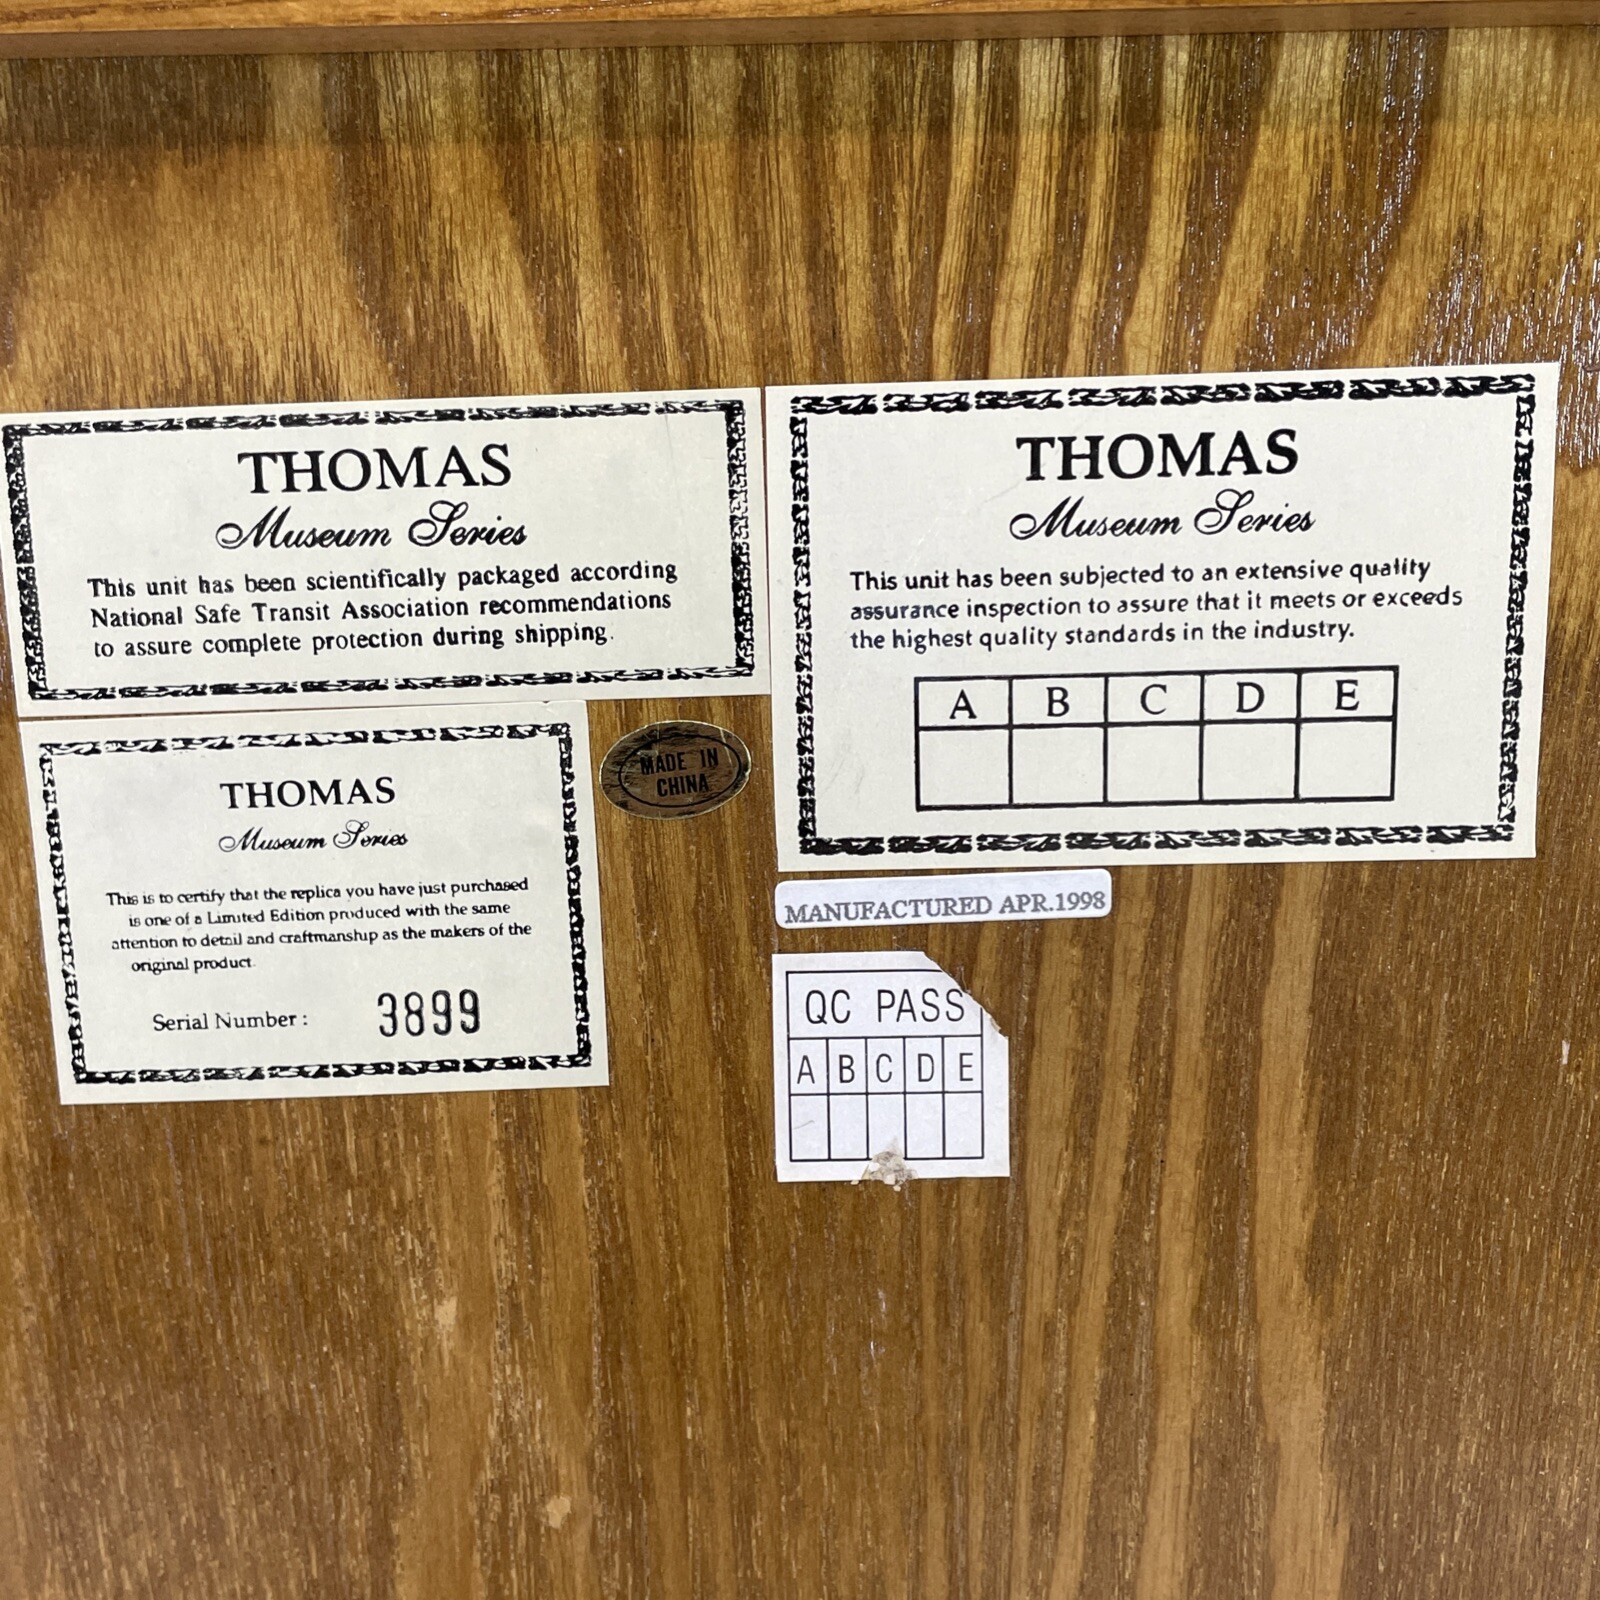 THOMAS
Museum Series
This unit has been scientifically packaged according
National Safe Transit Association recommendations
to assure complete protection during shipping.
THOMAS
Museum Series
This unit has been subjected to an extensive quality
assurance inspection to assure that it meets or exceeds
the highest quality standards in the industry.
A B C D E
THOMAS
Museum Series
This is to certify that the replica you have just purchased
is one of a Limited Edition produced with the same
attention to detail and craftmanship as the makers of the
original product.
Serial Number : 3899
MADE IN
CHINA
MANUFACTURED APR.1998
QC PASS
A B C D E